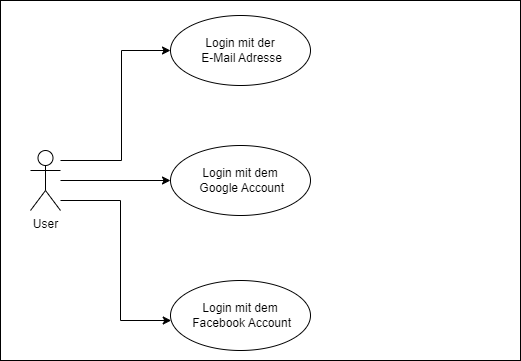 Login mit der
E-Mail Adresse
Login mit dem
Google Account
User
Login mit dem
Facebook Account